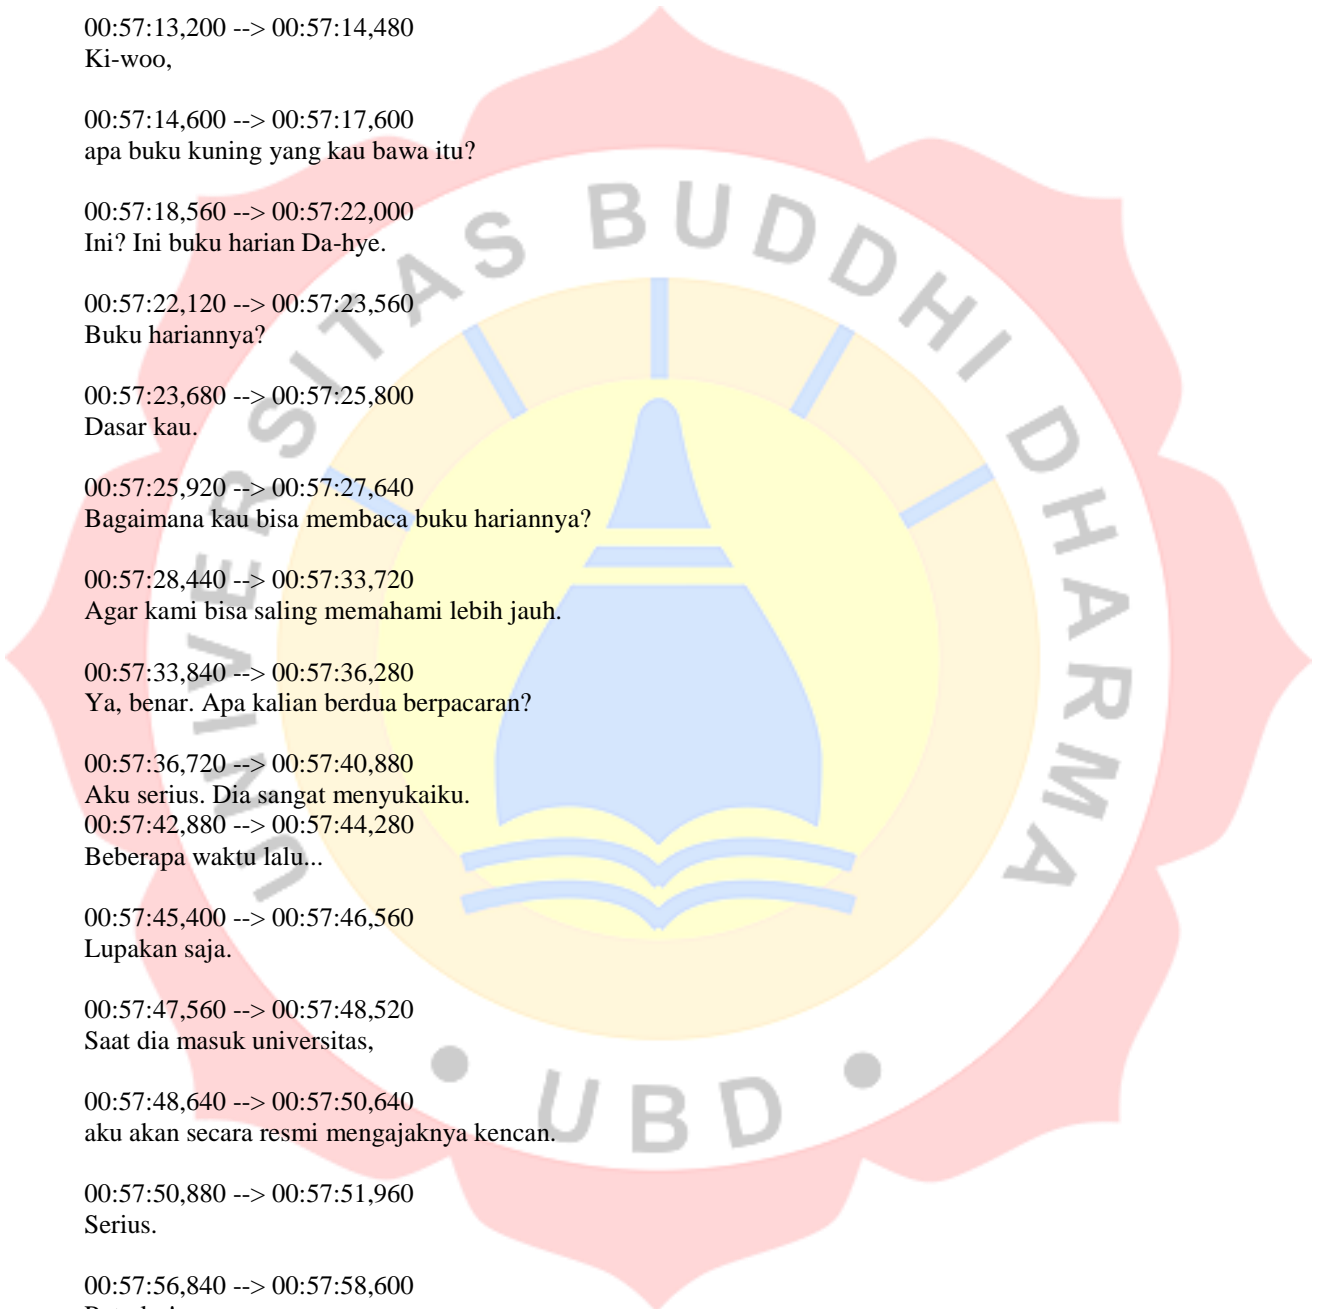 00:57:13,200 --> 00:57:14,480
Ki-woo,
00:57:14,600 --> 00:57:17,600
apa buku kuning yang kau bawa itu?
00:57:18,560 --> 00:57:22,000
Ini? Ini buku harian Da-hye.
00:57:22,120 --> 00:57:23,560
Buku hariannya?
00:57:23,680 --> 00:57:25,800
Dasar kau.
00:57:25,920 --> 00:57:27,640
Bagaimana kau bisa membaca buku hariannya?
00:57:28,440 --> 00:57:33,720
Agar kami bisa saling memahami lebih jauh.
00:57:33,840 --> 00:57:36,280
Ya, benar. Apa kalian berdua berpacaran?
00:57:36,720 --> 00:57:40,880
Aku serius. Dia sangat menyukaiku.
00:57:42,880 --> 00:57:44,280
Beberapa waktu lalu...
00:57:45,400 --> 00:57:46,560
Lupakan saja.
00:57:47,560 --> 00:57:48,520
Saat dia masuk universitas,
00:57:48,640 --> 00:57:50,640
aku akan secara resmi mengajaknya kencan.
00:57:50,880 --> 00:57:51,960
Serius.
00:57:56,840 --> 00:57:58,600
UNIVERSITAS BUDDHI DHARMA
• UBD •